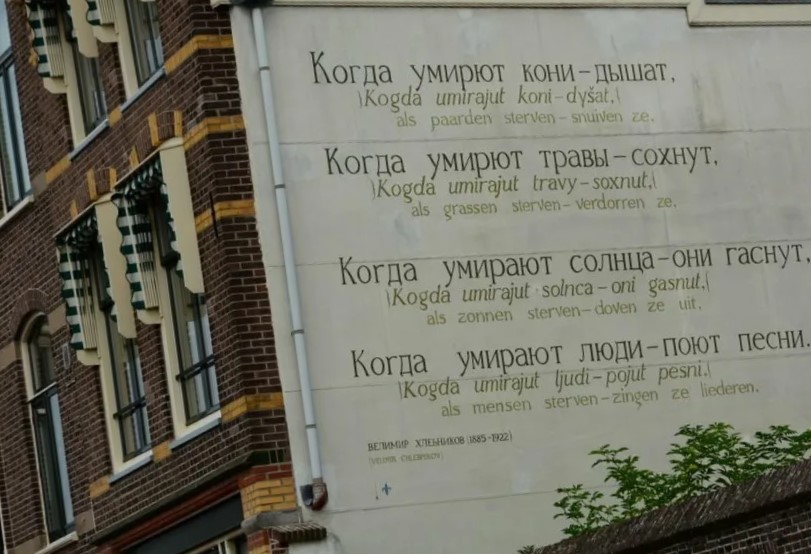 Когда умирют кони – дышат,
\Kogda umirajut koni – dyšat,\
als paarden sterven – snuiven ze.
Когда умирют травы – сохнут,
\Kogda umirajut travy – soxnut,\
als grassen sterven – verdorren ze.
Когда умирают солнца – они гаснут,
\Kogda umirajut solnca – oni gasnut,\
als zonnen sterven – doven ze uit,
Когда умирают люди – поют песни.
\Kogda umirajut ljudi – pojut pesni.\
als mensen sterven – zingen ze liederen.
ВЕЛИМИР ХЛЕБНИКОВ (1885-1922)